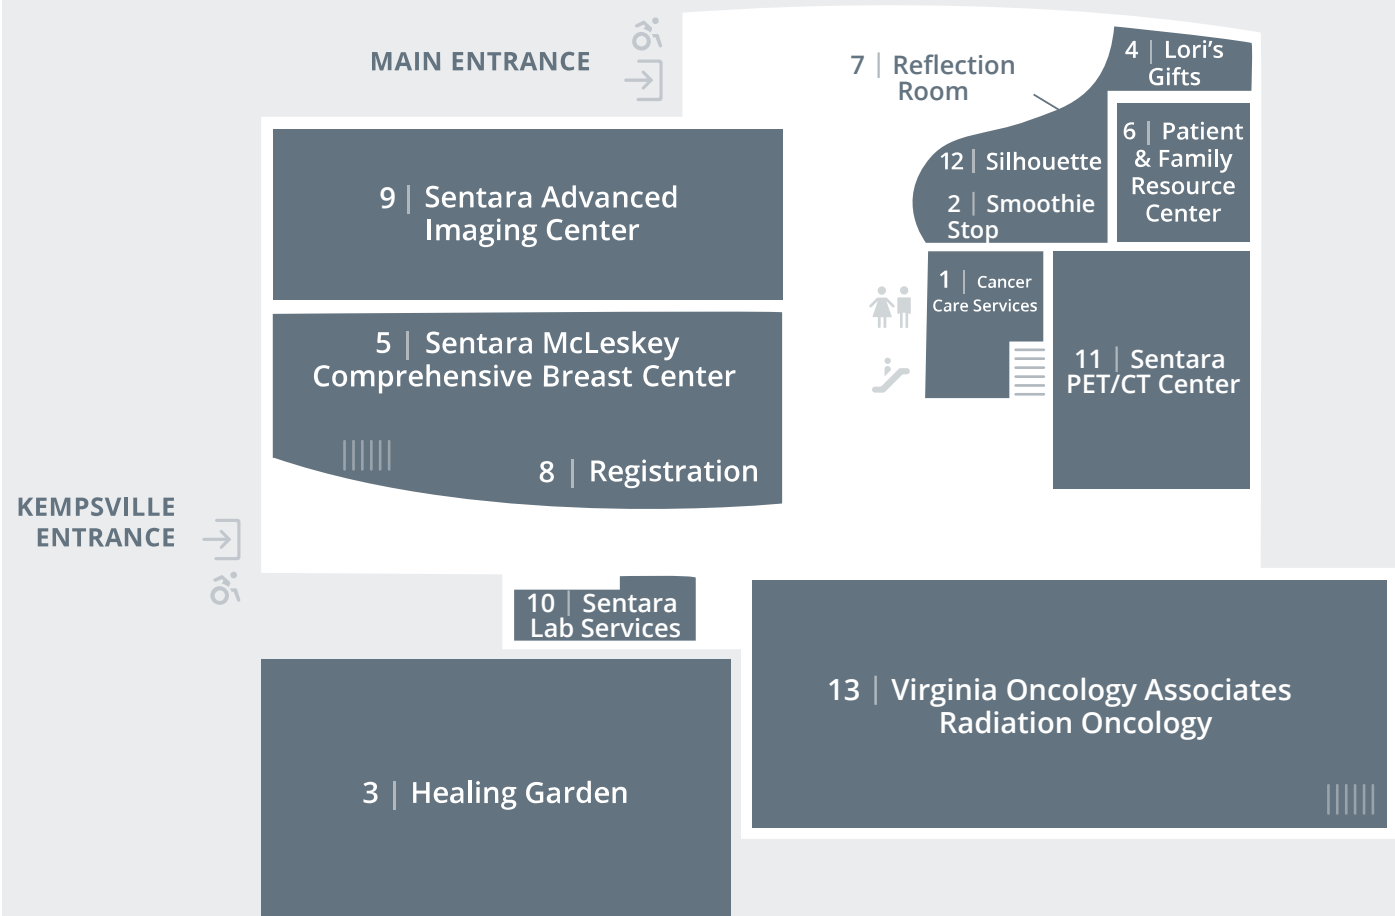 MAIN ENTRANCE
7 | Reflection
Room
4 | Lori's
Gifts
6 | Patient
& Family
Resource
Center
12 | Silhouette
2 | Smoothie
Stop
9 | Sentara Advanced
Imaging Center
1 | Cancer
Care Services
5 | Sentara McLeskey
Comprehensive Breast Center
11 | Sentara
PET/CT Center
8 | Registration
KEMPSVILLE
ENTRANCE
10 | Sentara
Lab Services
13 | Virginia Oncology Associates
Radiation Oncology
3 | Healing Garden